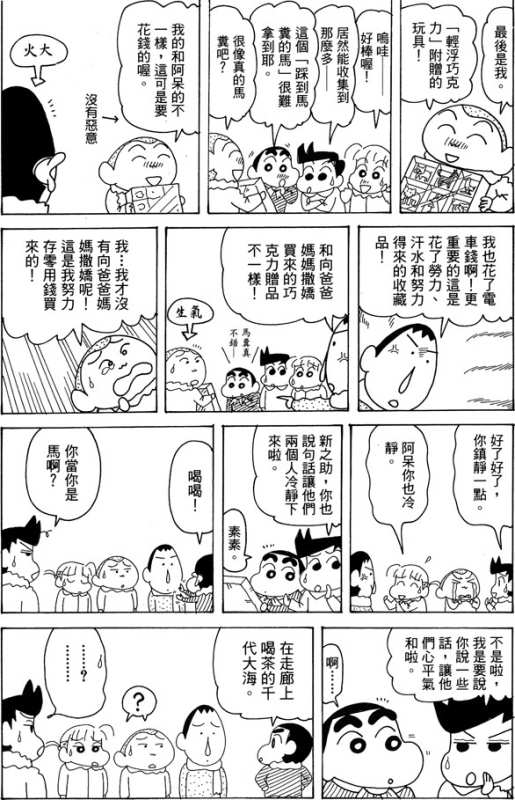 最後是我。
「輕浮巧克
力」附贈的
玩具！
嗚哇——
好棒喔！
居然能收集到
那麼多——
這個「踩到馬
糞的馬」很難
拿到耶。
很像真的馬
糞吧？
我的和阿呆的不
一樣，這可是要
花錢的喔。
沒有惡意
火大
我也花了電
車錢啊！更
重要的這是
花了勞力、
汗水和努力
得來的收藏
品！
和向爸爸
媽媽撒嬌
買來的巧
克力贈品
不一樣！
馬糞真
不錯——
生氣
我…我才沒
有向爸爸媽
媽撒嬌呢！
這是我努力
存零用錢買
來的！
好了好了，
你鎮靜一點。
阿呆你也冷
靜。
新之助，你也
說句話讓他們
兩個人冷靜下
來啦。
素素。
喝喝！
你當你是
馬啊？
不是啦，
我是要說
你說一些
話，讓他
們心平氣
和啦。
啊……
在走廊上
喝茶的千
代大海。
？
………？
………